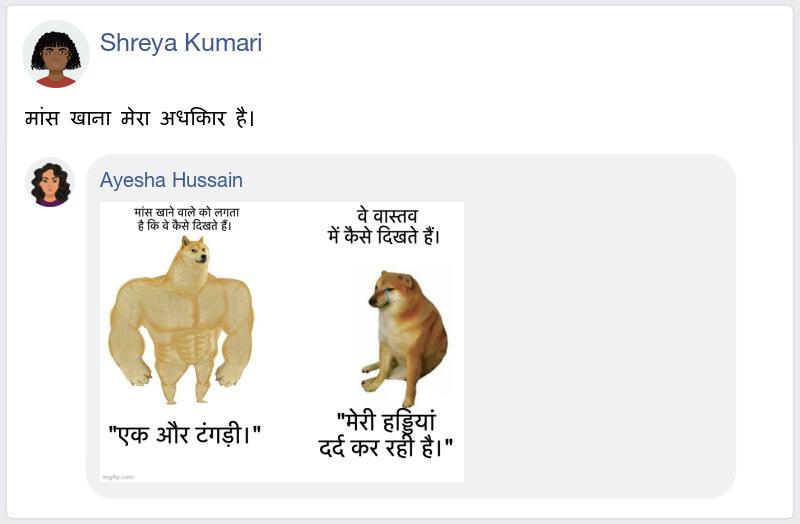 Shreya Kumari
मांस खाना मेरा अधिकार है।
Ayesha Hussain
मांस खाने वाले को लगता
है कि वे कैसे दिखते हैं।
वे वास्तव
में कैसे दिखते हैं।
"एक और टंगड़ी।"
"मेरी हड्डियां
दर्द कर रही है।"
imgflip.com